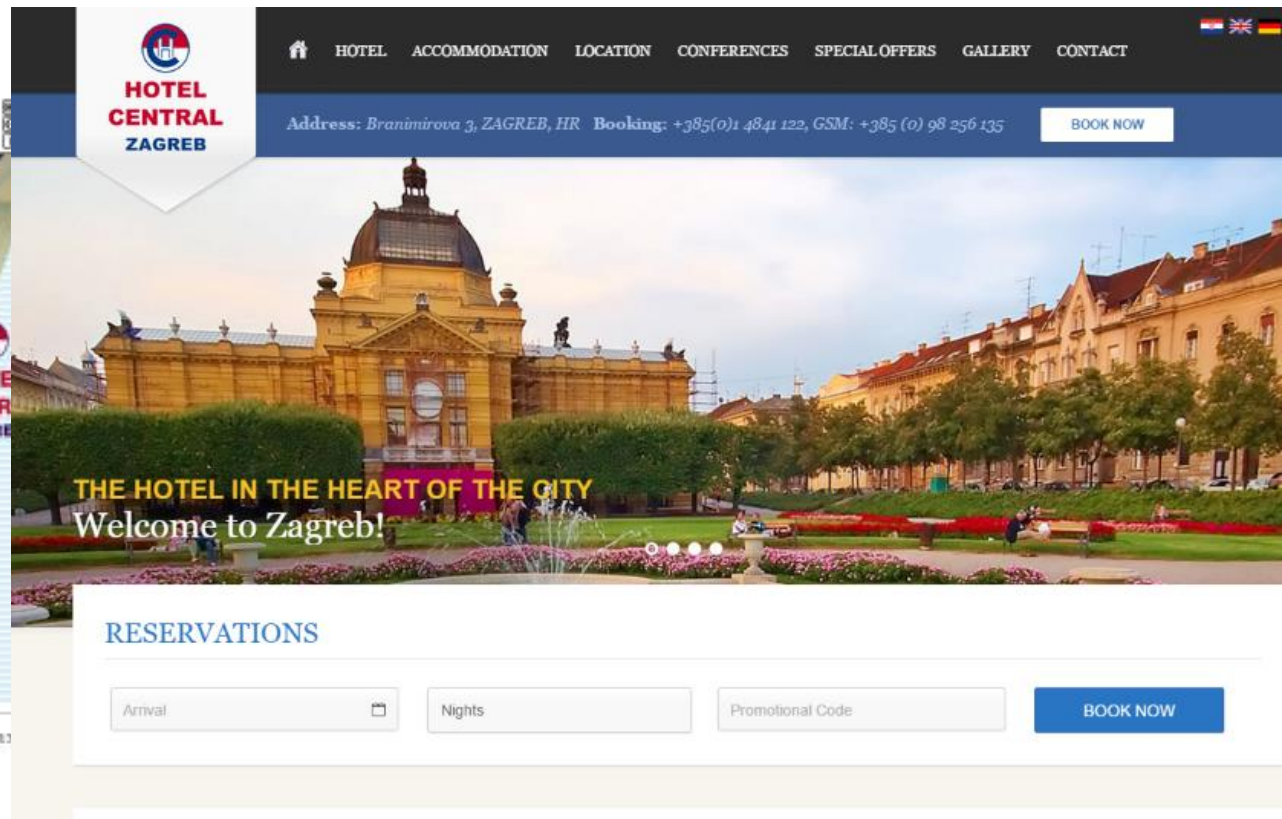 HOTEL
CENTRAL
ZAGREB
HOTEL ACCOMMODATION LOCATION CONFERENCES SPECIAL OFFERS GALLERY CONTACT
Address: Branimirova 3, ZAGREB, HR Booking: +385(0)1 4841 122, GSM: +385 (0) 98 256 135
BOOK NOW
THE HOTEL IN THE HEART OF THE CITY
Welcome to Zagreb!
RESERVATIONS
Arrival
Nights
Promotional Code
BOOK NOW